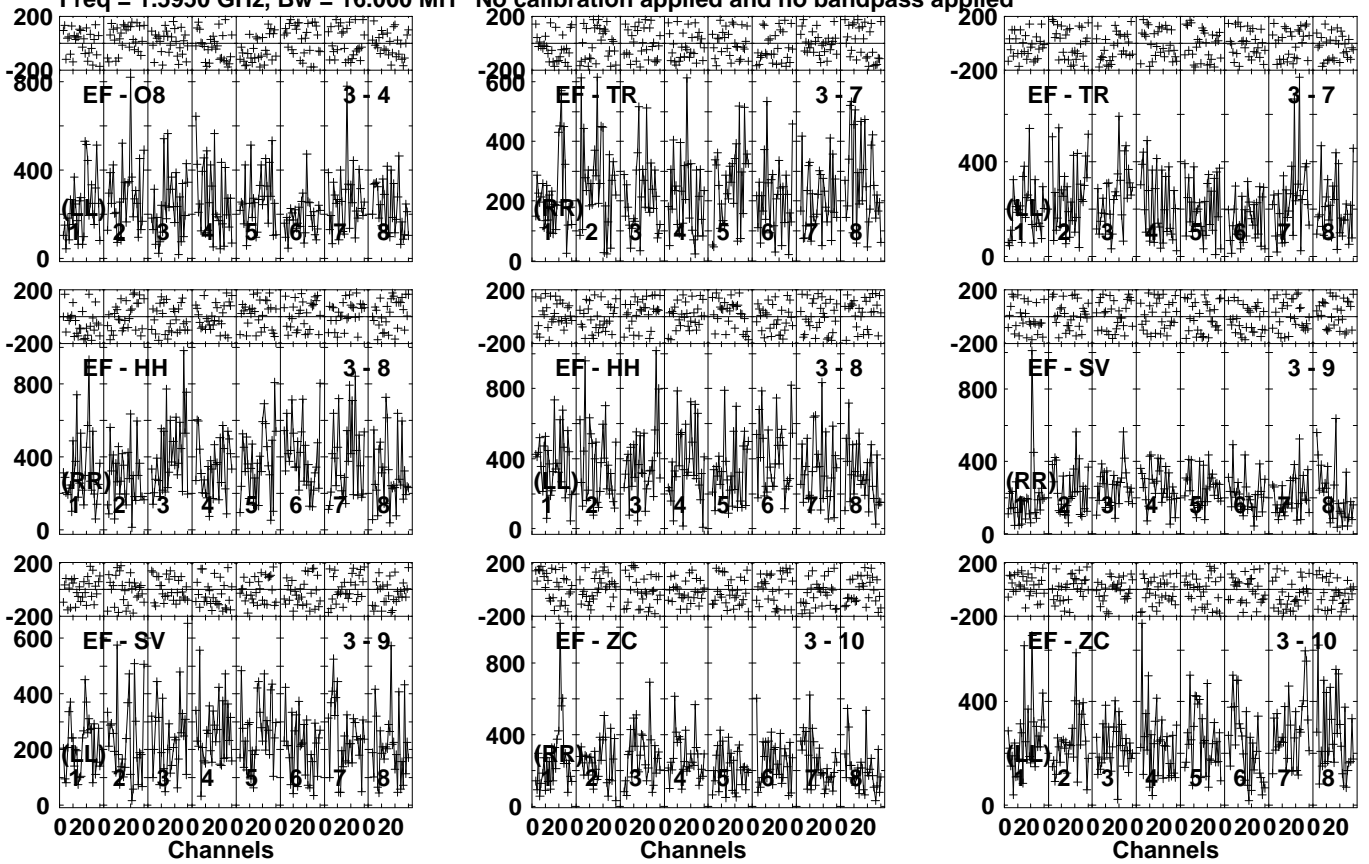 Freq = 1.5950 GHz, Bw = 16.000 MH No calibration applied and no bandpass applied
200 200 200
-200 -200 -200
800 800
EF - O8 3 - 4 EF - TR 3 - 7 EF - TR 3 - 7
600
400 400 400
200
(LL) (RR) (LL)
1 2 3 4 5 6 7 8 1 2 3 4 5 6 7 8 1 2 3 4 5 6 7 8
0 0 0
200 200 200
-200 -200 -200
EF - HH 3 - 8 EF - HH 3 - 8 EF - SV 3 - 9
800 800 800
400 400 400
(RR) (LL) (RR)
1 2 3 4 5 6 7 8 1 2 3 4 5 6 7 8 1 2 3 4 5 6 7 8
0 0 0
200 200 200
-200 -200 -200
EF - SV 3 - 9 EF - ZC 3 - 10 EF - ZC 3 - 10
600 800
400 400 400
200
(LL) (RR) (LL)
1 2 3 4 5 6 7 8 1 2 3 4 5 6 7 8 1 2 3 4 5 6 7 8
0 0 0
0 20 0 20 0 20 0 20 0 20 0 20 0 20 0 20 0 20 0 20 0 20 0 20 0 20 0 20 0 20 0 20 0 20 0 20 0 20 0 20 0 20 0 20 0 20 0 20
Channels Channels Channels